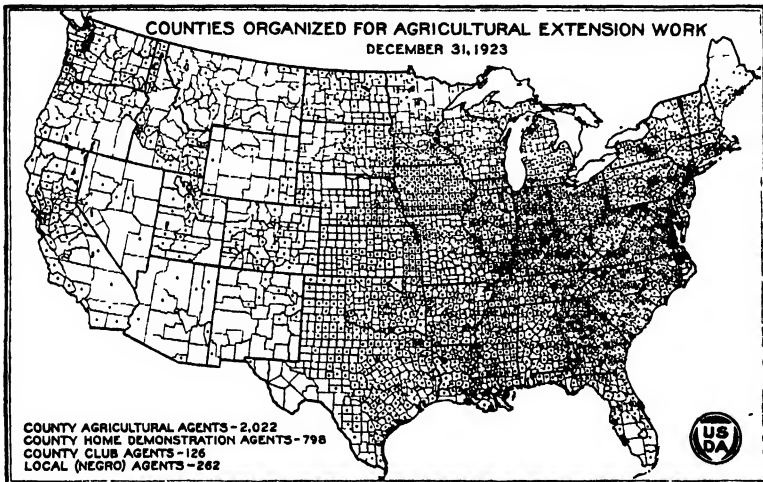 COUNTIES ORGANIZED FOR AGRICULTURAL EXTENSION WORK
DECEMBER 31, 1923
COUNTY AGRICULTURAL AGENTS - 2,022
COUNTY HOME DEMONSTRATION AGENTS - 798
COUNTY CLUB AGENTS - 126
LOCAL (NEGRO) AGENTS - 262
US
DA